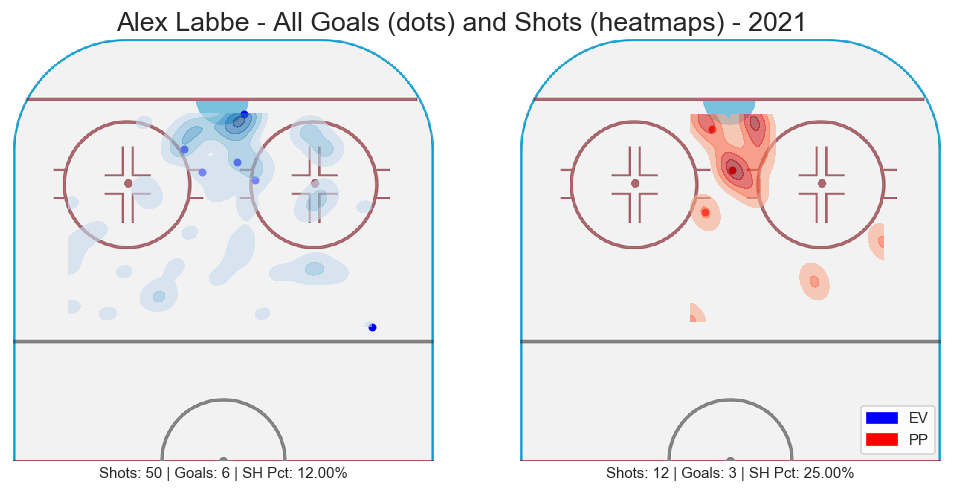 Alex Labbe - All Goals (dots) and Shots (heatmaps) - 2021
EV
PP
Shots: 50 | Goals: 6 | SH Pct: 12.00%
Shots: 12 | Goals: 3 | SH Pct: 25.00%